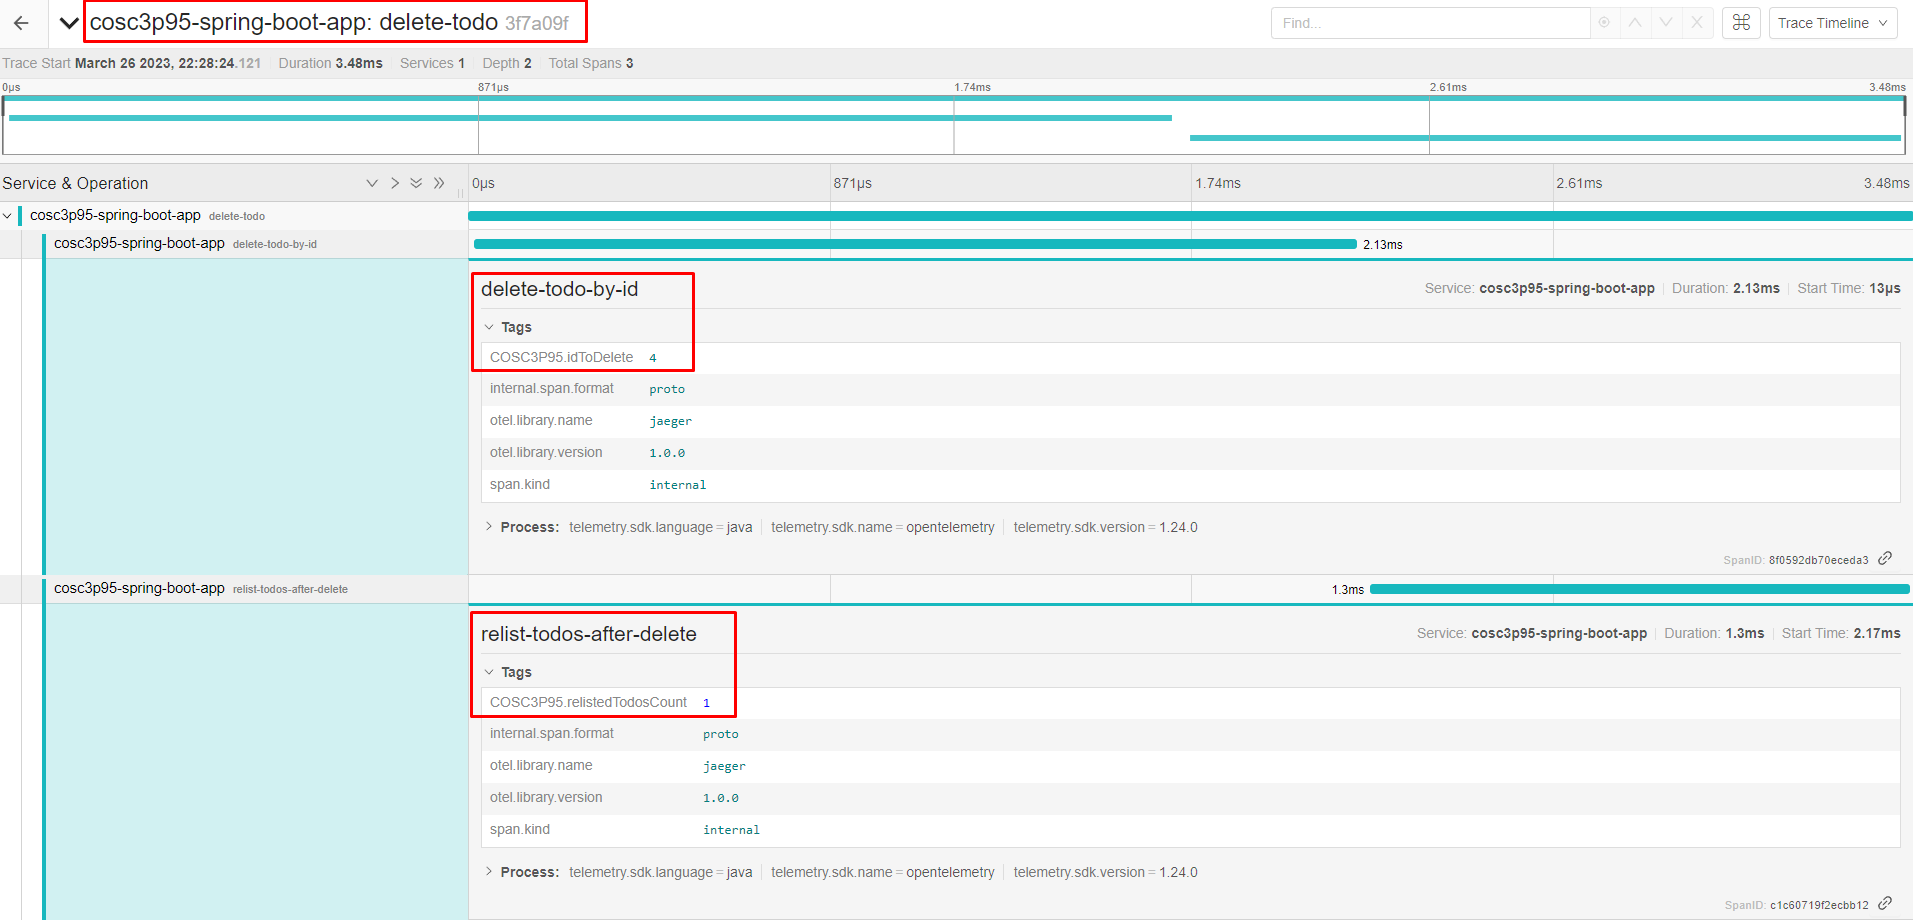 cosc3p95-spring-boot-app: delete-todo 3f7a09f
Find...
Trace Timeline
Trace Start March 26 2023, 22:28:24.121 Duration 3.48ms Services 1 Depth 2 Total Spans 3
0μs 871μs 1.74ms 2.61ms 3.48ms
Service & Operation
0μs 871μs 1.74ms 2.61ms 3.48ms
cosc3p95-spring-boot-app delete-todo
cosc3p95-spring-boot-app delete-todo-by-id
2.13ms
delete-todo-by-id
Service: cosc3p95-spring-boot-app Duration: 2.13ms Start Time: 13μs
Tags
COSC3P95.idToDelete 4
internal.span.format proto
otel.library.name jaeger
otel.library.version 1.0.0
span.kind internal
Process: telemetry.sdk.language = java telemetry.sdk.name = opentelemetry telemetry.sdk.version = 1.24.0
SpanID: 8f0592db70eceda3
cosc3p95-spring-boot-app relist-todos-after-delete
1.3ms
relist-todos-after-delete
Service: cosc3p95-spring-boot-app Duration: 1.3ms Start Time: 2.17ms
Tags
COSC3P95.relistedTodosCount 1
internal.span.format proto
otel.library.name jaeger
otel.library.version 1.0.0
span.kind internal
Process: telemetry.sdk.language = java telemetry.sdk.name = opentelemetry telemetry.sdk.version = 1.24.0
SpanID: c1c60719f2ecbb12